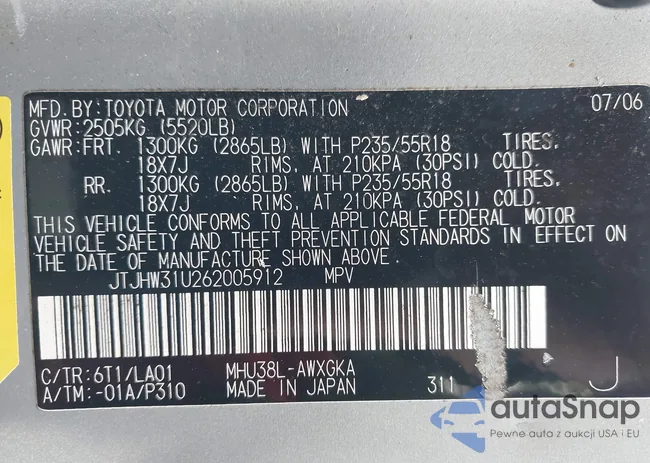 MFD.BY:TOYOTA MOTOR CORPORATION 07/06
GVWR:2505KG (5520LB)
GAWR:FRT. 1300KG (2865LB) WITH P235/55R18 TIRES,
18X7J RIMS, AT 210KPA (30PSI) COLD.
RR. 1300KG (2865LB) WITH P235/55R18 TIRES,
18X7J RIMS, AT 210KPA (30PSI) COLD.
THIS VEHICLE CONFORMS TO ALL APPLICABLE FEDERAL MOTOR
VEHICLE SAFETY AND THEFT PREVENTION STANDARDS IN EFFECT ON
THE DATE OF MANUFACTURE SHOWN ABOVE.
JTJHW31U262005912 MPV
C/TR:6T1/LA01 MHU38L-AWXGKA
A/TM:-01A/P310 MADE IN JAPAN 311 J
autaSnap
Pewne auta z aukcji USA i EU